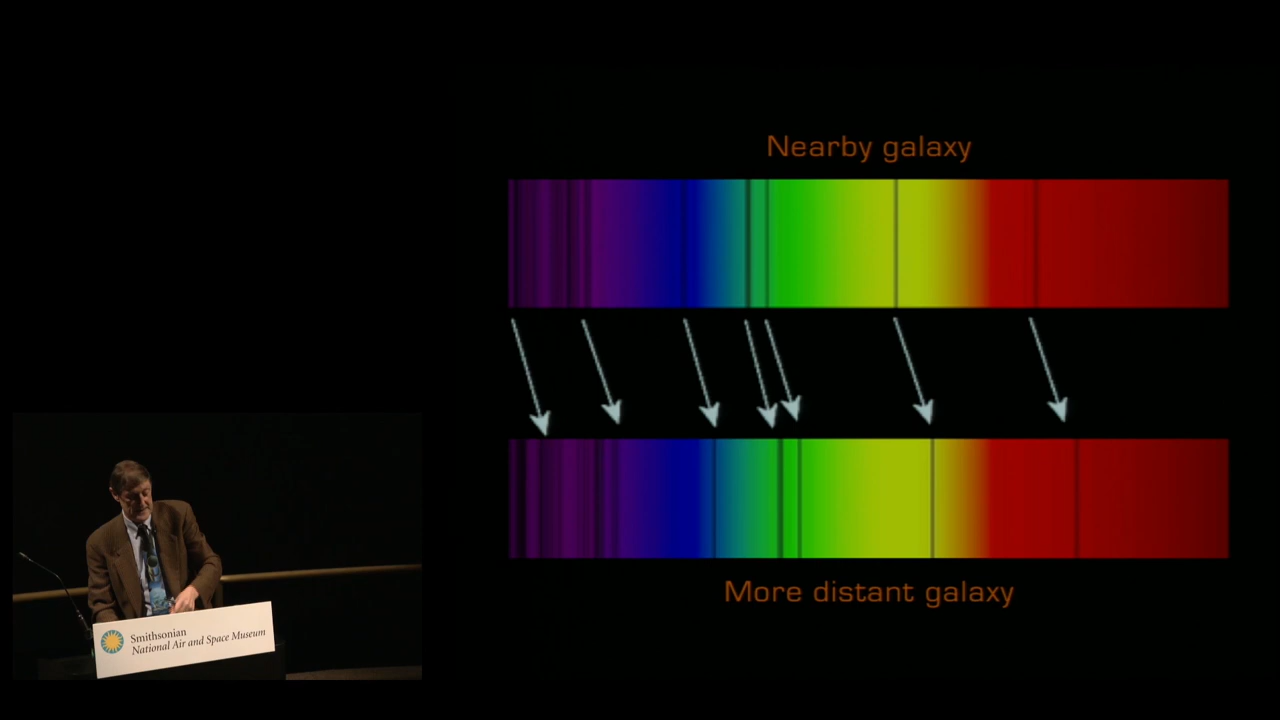 Nearby galaxy
More distant galaxy
Smithsonian
National Air and Space Museum